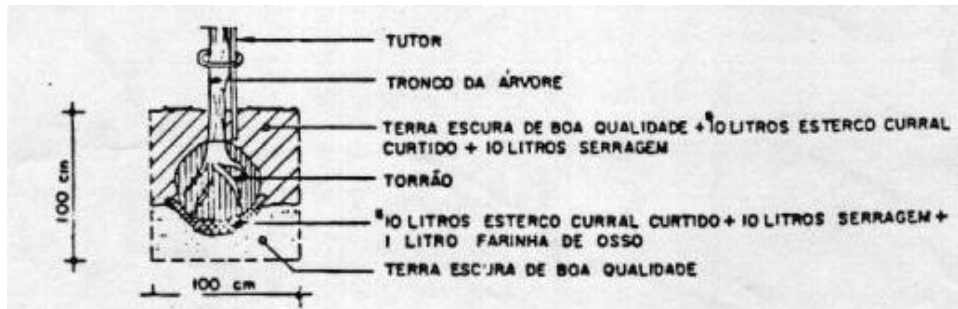 TUTOR
TRONCO DA ÁRVORE
TERRA ESCURA DE BOA QUALIDADE + 10 LITROS ESTERCO CURRAL
CURTIDO + 10 LITROS SERRAGEM
TORRÃO
10 LITROS ESTERCO CURRAL CURTIDO + 10 LITROS SERRAGEM +
1 LITRO FARINHA DE OSSO
TERRA ESCURA DE BOA QUALIDADE
100 cm
100 cm